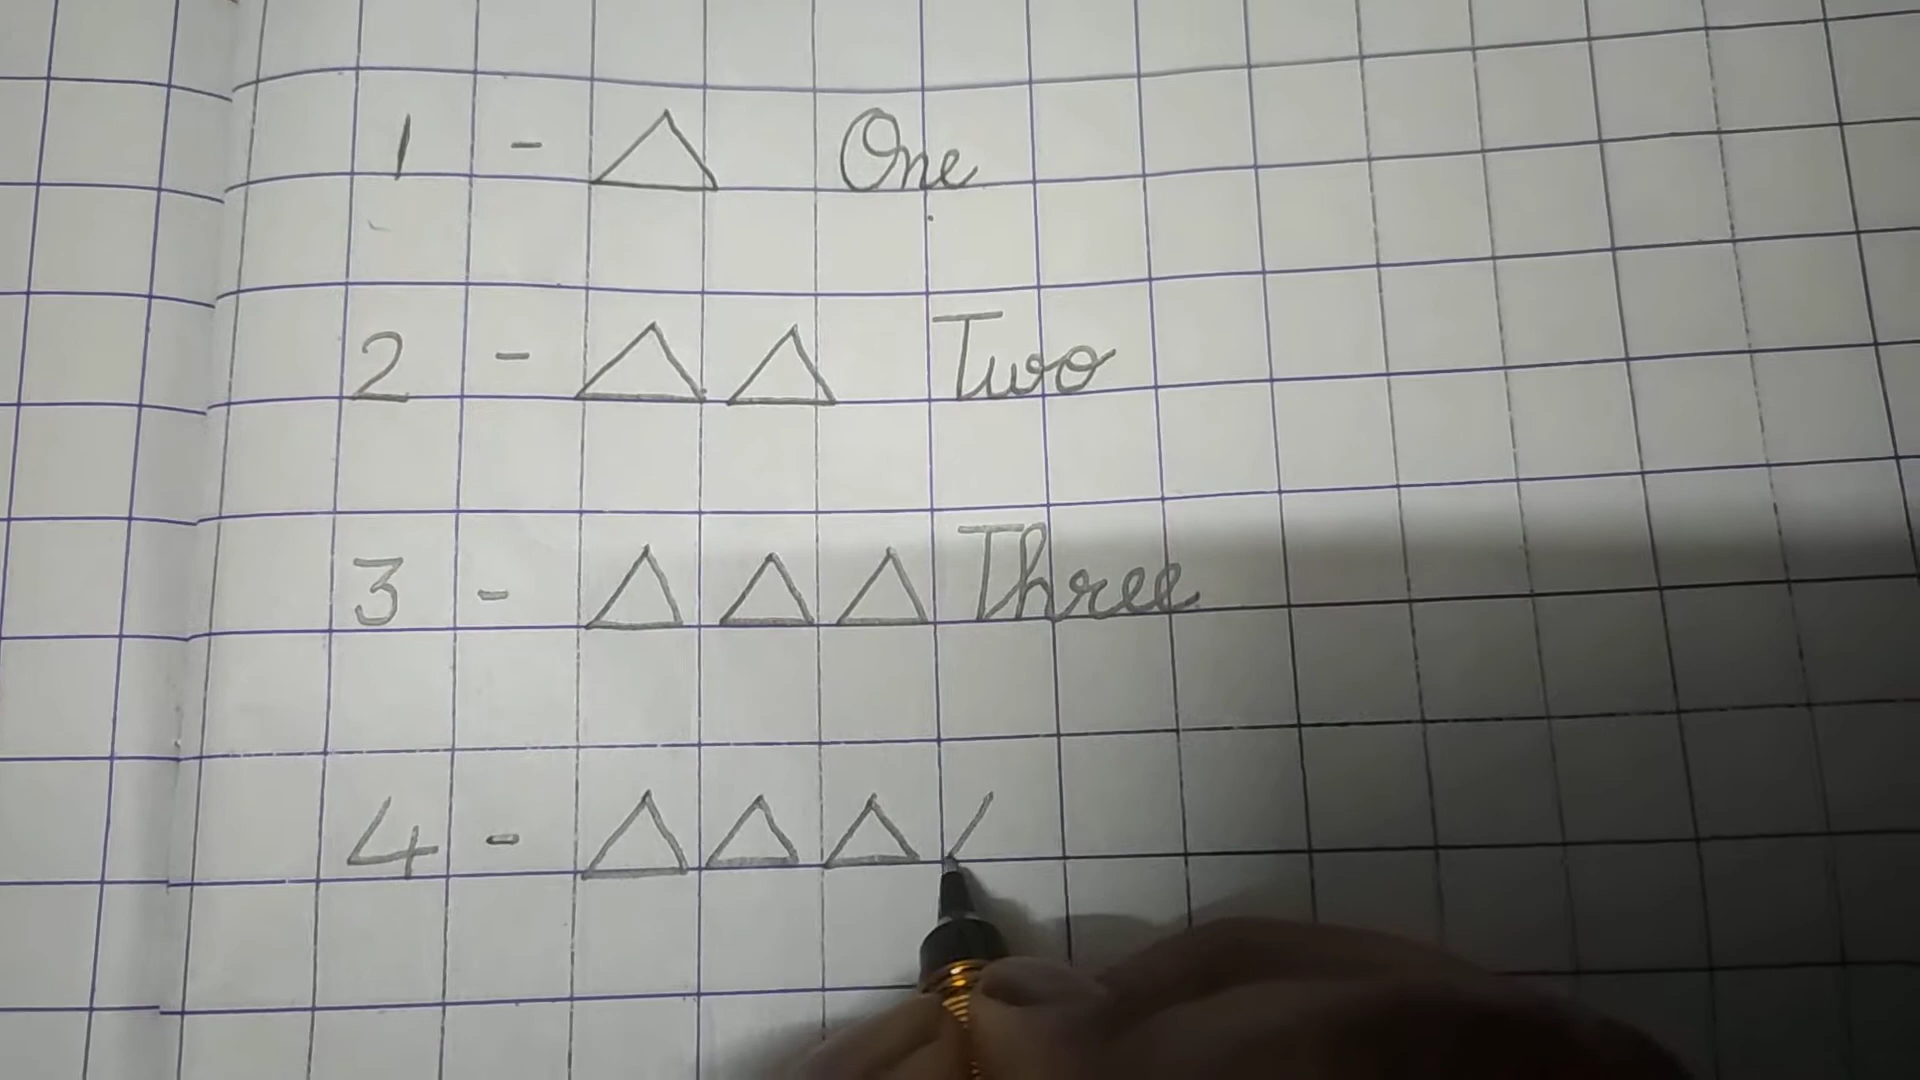 1 - △ One
2 - △ △ Two
3 - △ △ △ Three
4 - △ △ △